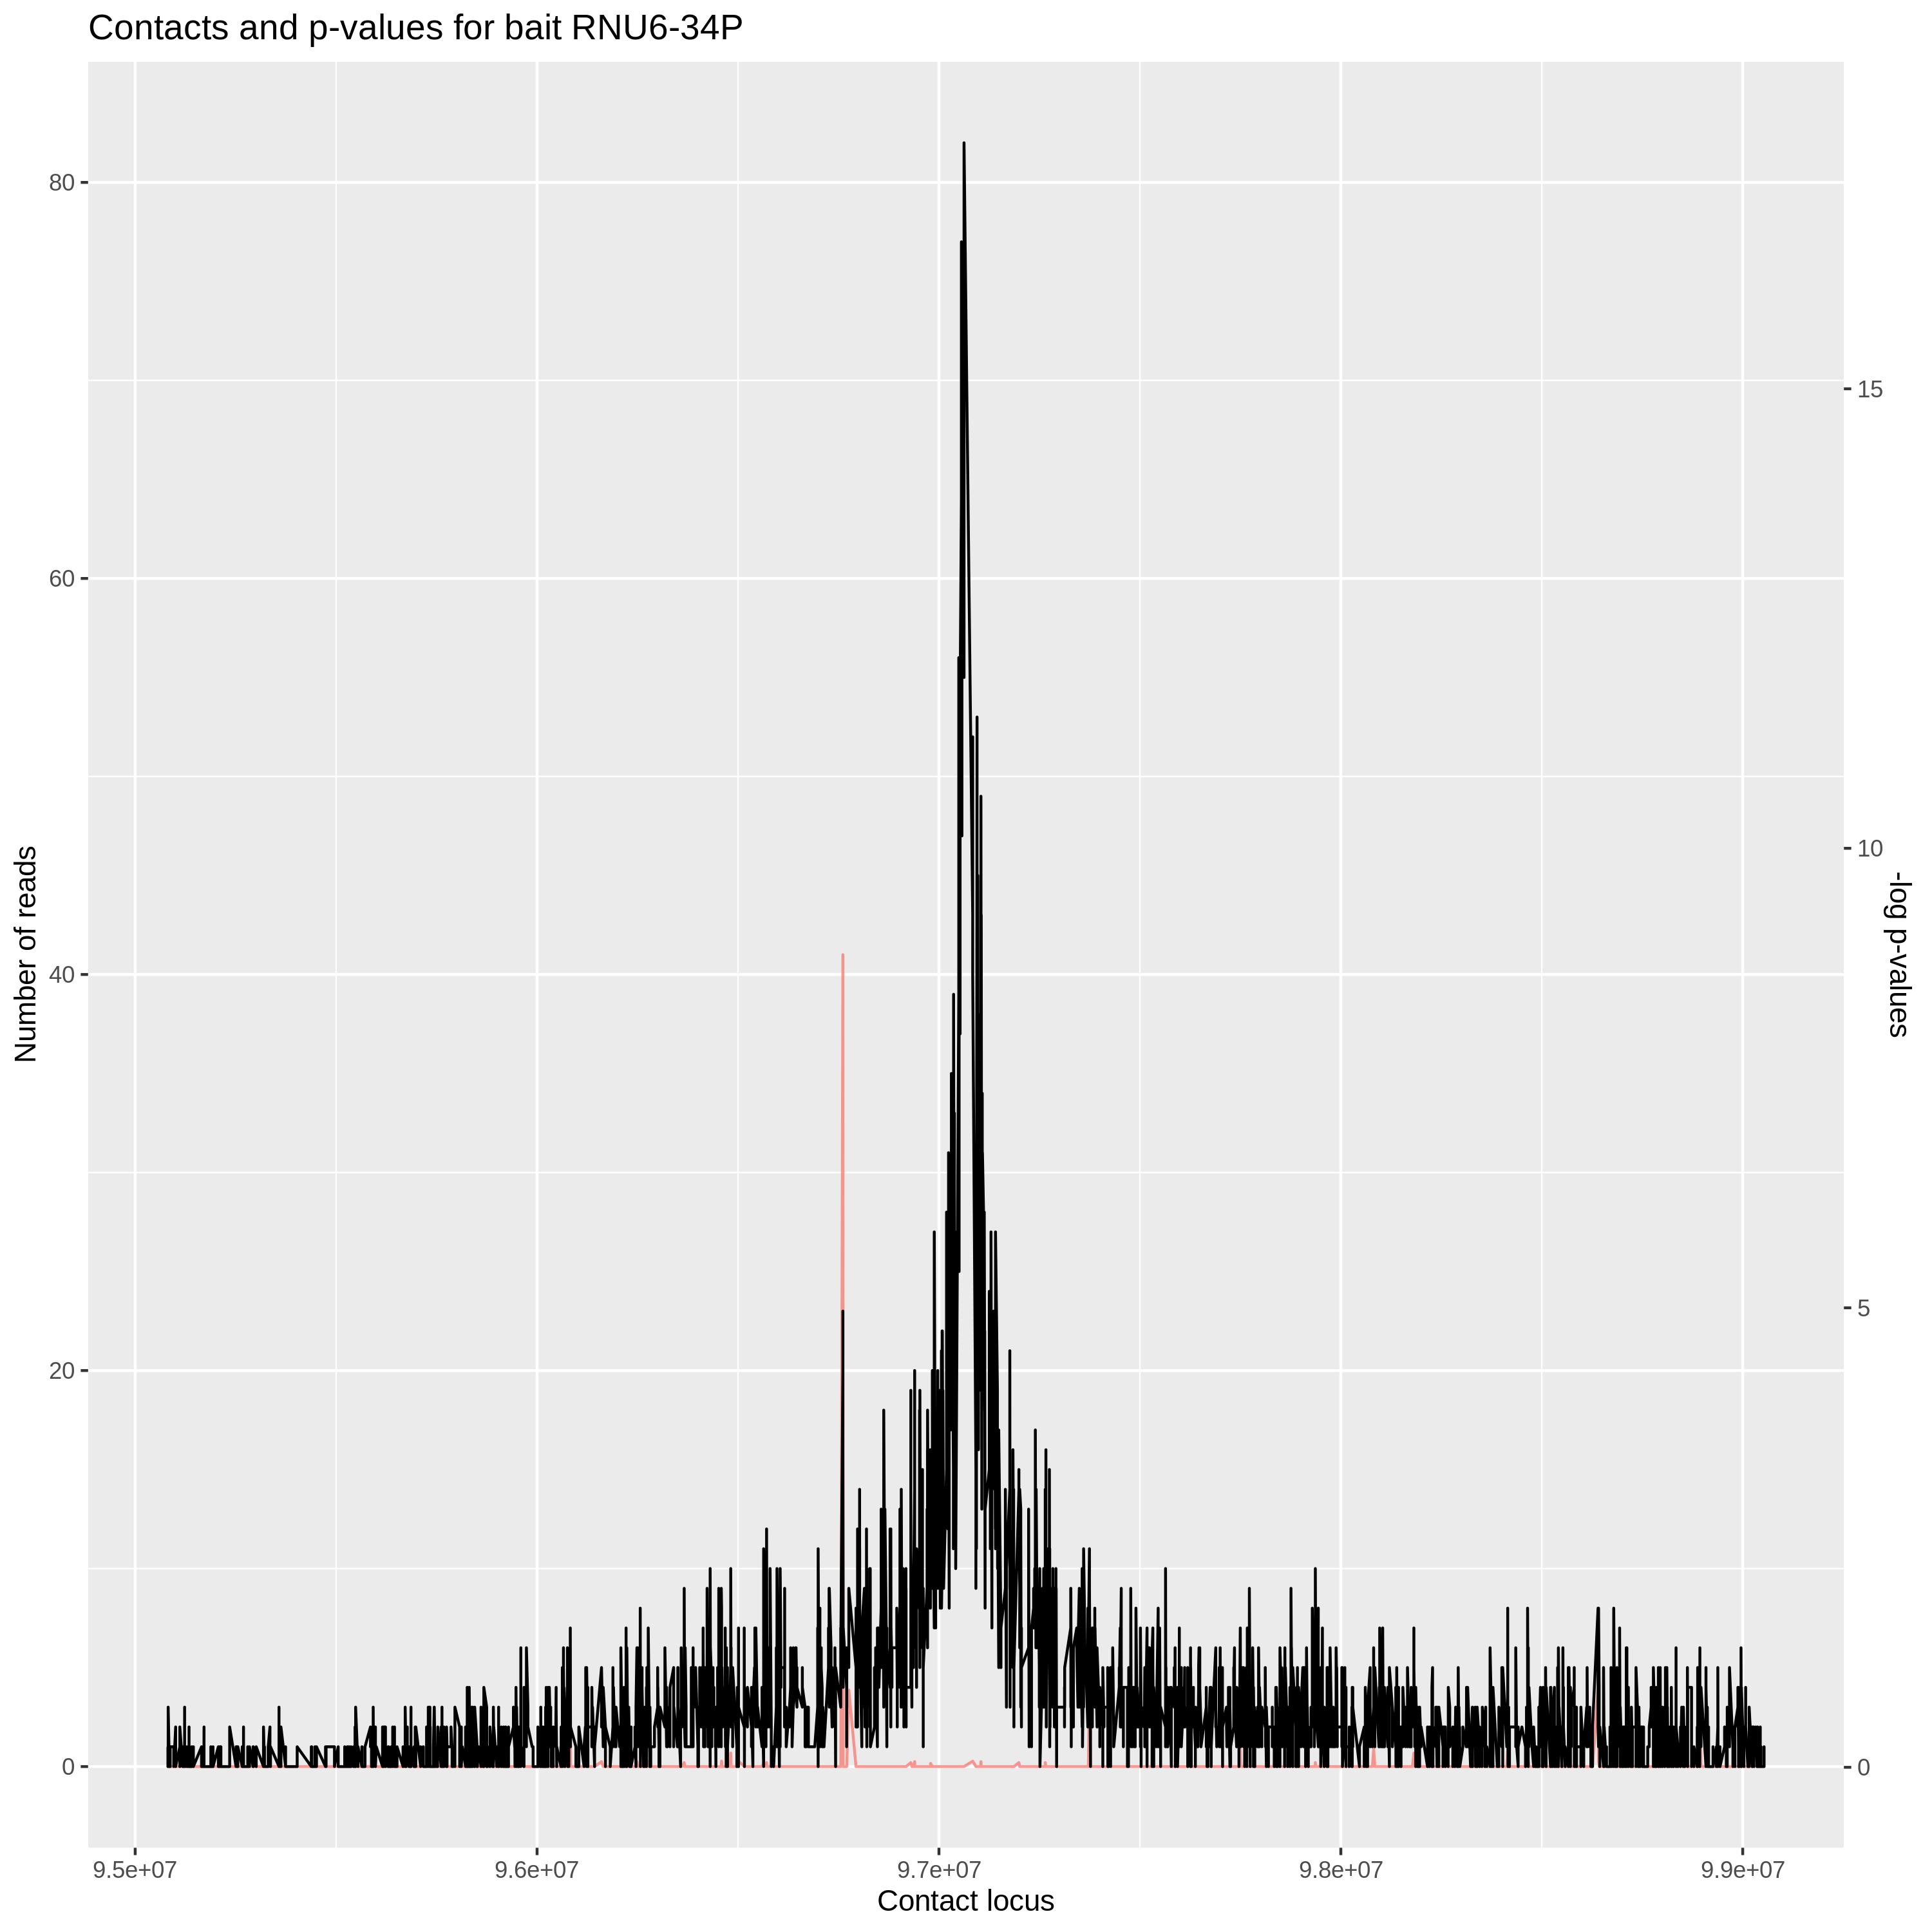 Contacts and p-values for bait RNU6-34P
80
60
40
20
0
Number of reads
15
10
5
0
-log p-values
9.5e+07
9.6e+07
9.7e+07
9.8e+07
9.9e+07
Contact locus